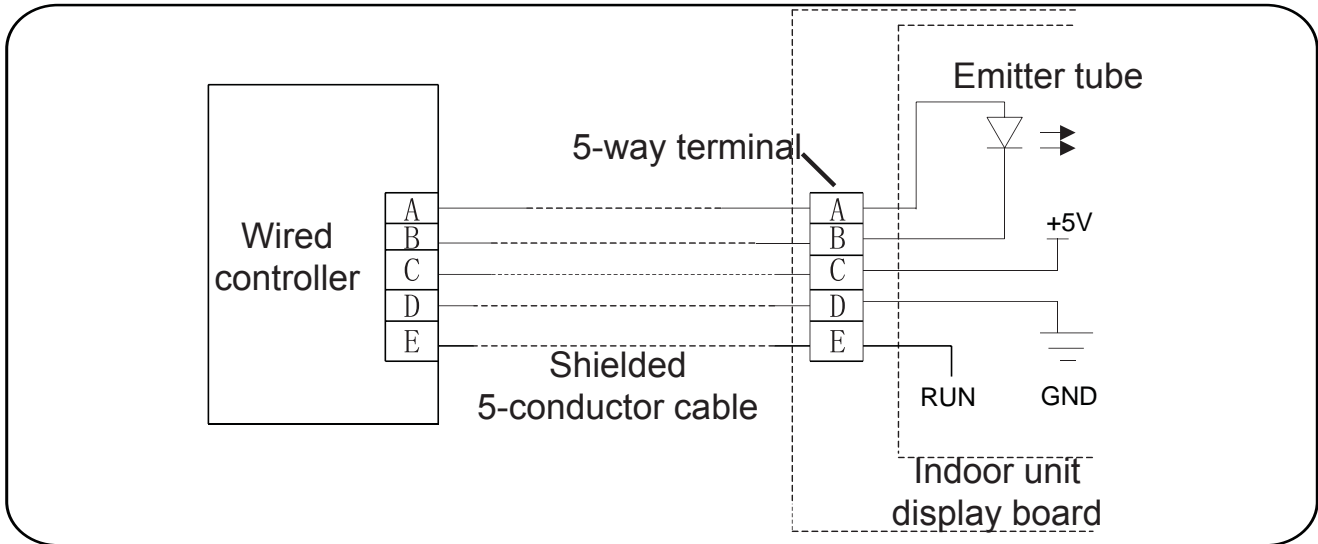 Emitter tube
5-way terminal
A
A
B
B
+5V
Wired
controller
C
C
D
D
E
E
Shielded
5-conductor cable
RUN
GND
Indoor unit
display board